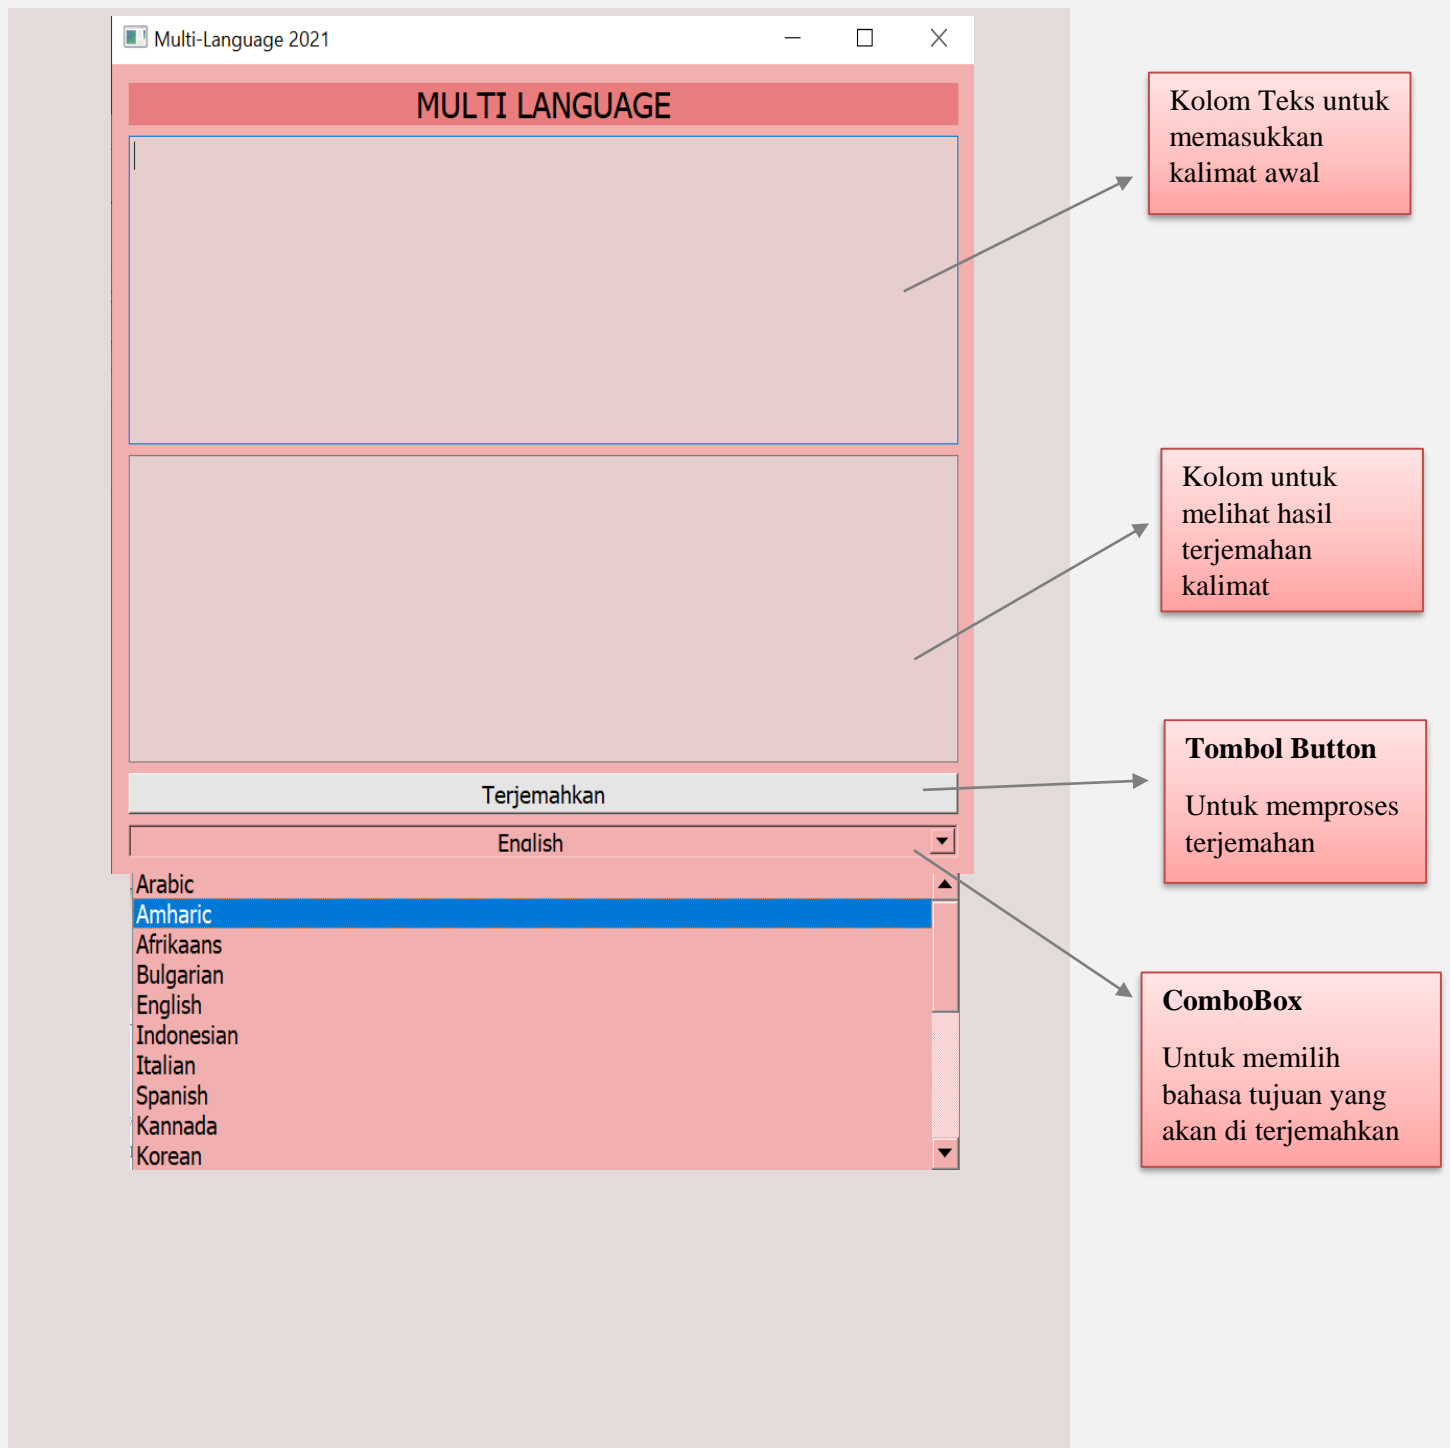 Multi-Language 2021
MULTI LANGUAGE
Kolom Teks untuk
memasukkan
kalimat awal
Kolom untuk
melihat hasil
terjemahan
kalimat
Terjemahkan
Tombol Button
Untuk memproses
terjemahan
English
Arabic
Amharic
Afrikaans
Bulgarian
English
Indonesian
Italian
Spanish
Kannada
Korean
ComboBox
Untuk memilih
bahasa tujuan yang
akan di terjemahkan